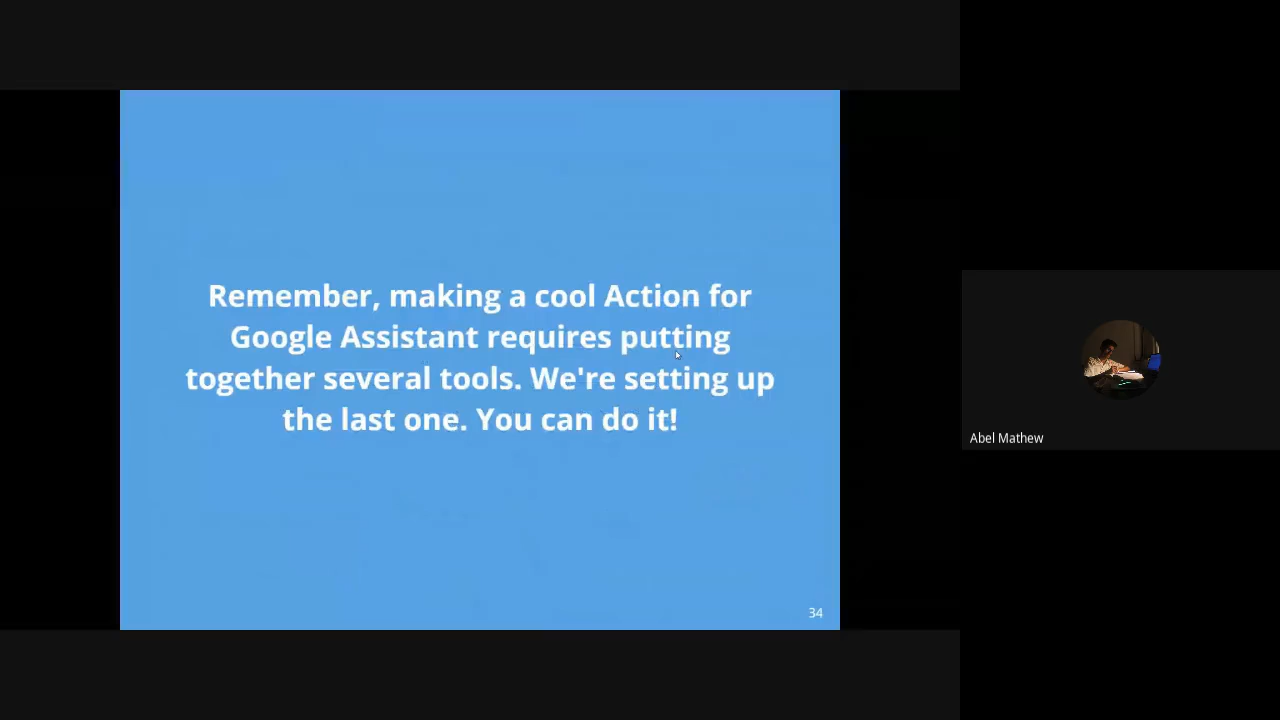 Remember, making a cool Action for
Google Assistant requires putting
together several tools. We're setting up
the last one. You can do it!
34
Abel Mathew